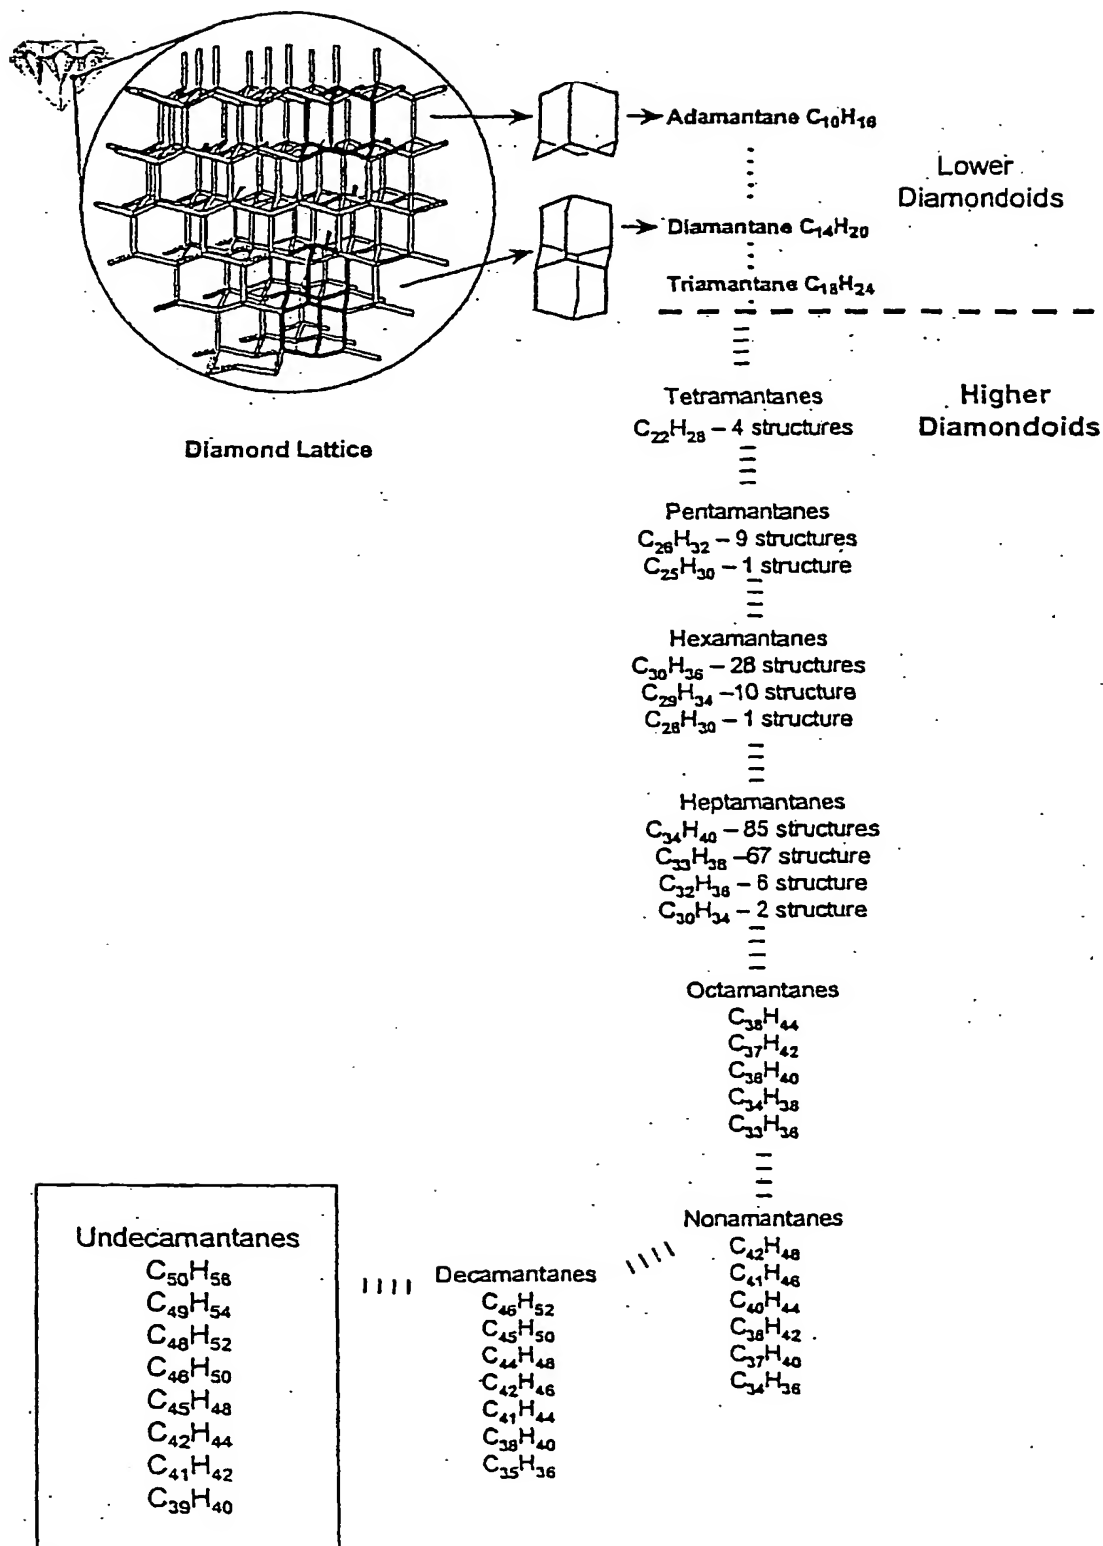 Adamantane C₁₀H₁₆
Lower
Diamondoids
Diamantane C₁₄H₂₀
Triamantane C₁₈H₂₄
Diamond Lattice
Higher
Diamondoids
Tetramantanes
C₂₂H₂₈ – 4 structures
Pentamantanes
C₂₆H₃₂ – 9 structures
C₂₅H₃₀ – 1 structure
Hexamantanes
C₃₀H₃₆ – 28 structures
C₂₉H₃₄ –10 structure
C₂₆H₃₀ – 1 structure
Heptamantanes
C₃₄H₄₀ – 85 structures
C₃₃H₃₈ –67 structure
C₃₂H₃₆ – 6 structure
C₃₀H₃₄ – 2 structure
Octamantanes
C₃₈H₄₄
C₃₇H₄₂
C₃₆H₄₀
C₃₄H₃₈
C₃₃H₃₆
Nonamantanes
C₄₂H₄₈
C₄₁H₄₆
C₄₀H₄₄
C₃₈H₄₂
C₃₇H₄₀
C₃₄H₃₆
Decamantanes
C₄₆H₅₂
C₄₅H₅₀
C₄₄H₄₈
C₄₂H₄₆
C₄₁H₄₄
C₃₈H₄₀
C₃₅H₃₆
Undecamantanes
C₅₀H₅₆
C₄₉H₅₄
C₄₈H₅₂
C₄₆H₅₀
C₄₅H₄₈
C₄₂H₄₄
C₄₁H₄₂
C₃₉H₄₀